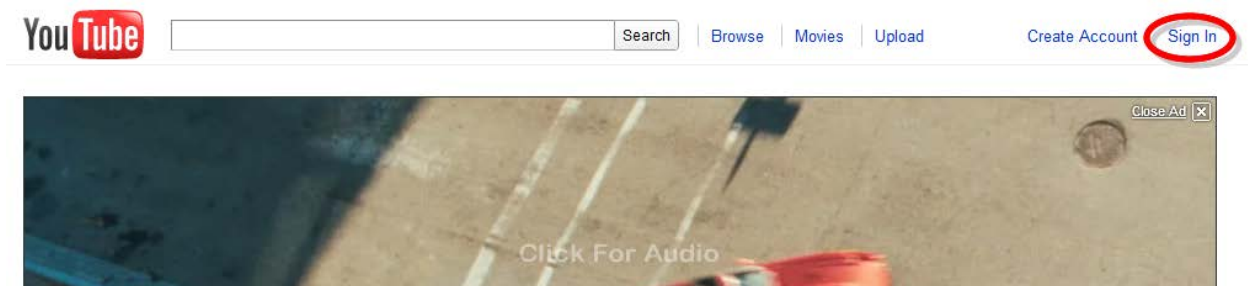 YouTube Search Browse Movies Upload Create Account Sign In
Close Ad X
Click For Audio